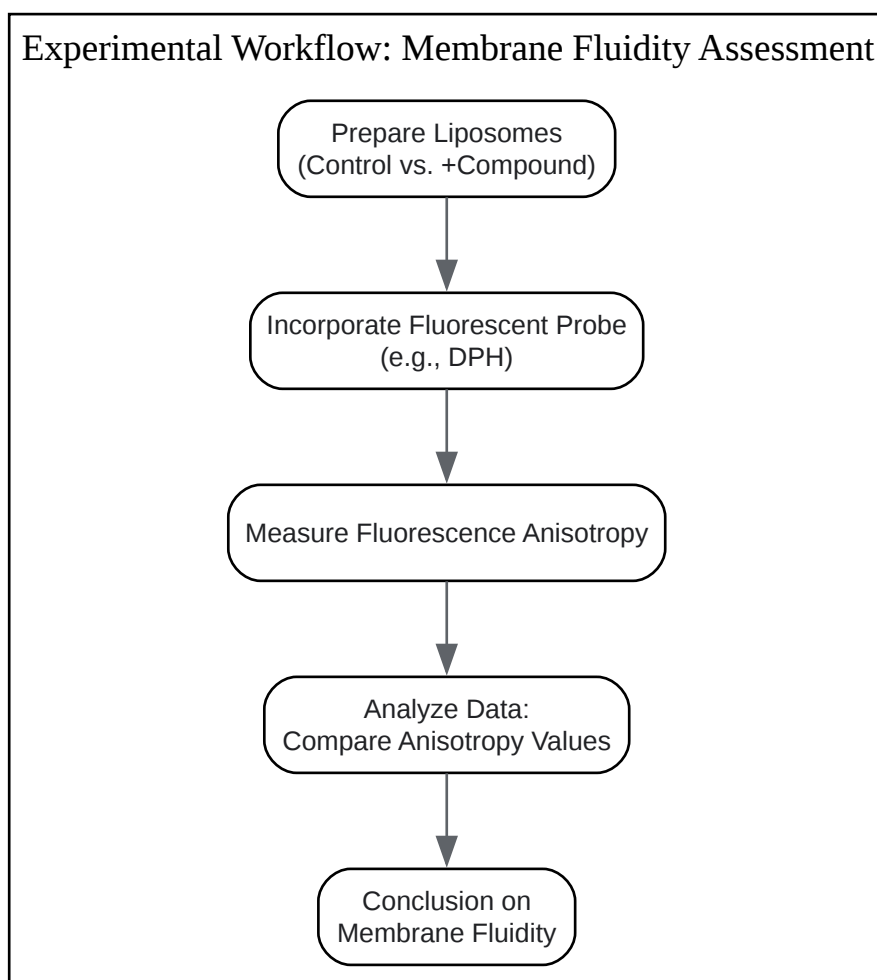 Experimental Workflow: Membrane Fluidity Assessment
Prepare Liposomes
(Control vs. +Compound)
Incorporate Fluorescent Probe
(e.g., DPH)
Measure Fluorescence Anisotropy
Analyze Data:
Compare Anisotropy Values
Conclusion on
Membrane Fluidity